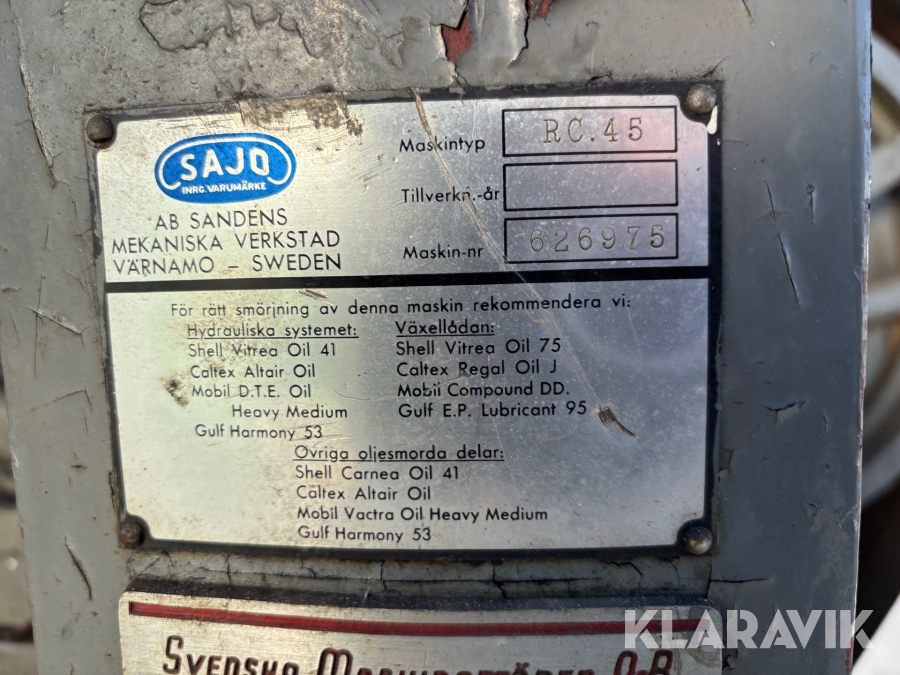 SAJO
INRG. VARUMÄRKE
AB SANDENS
MEKANISKA VERKSTAD
VÄRNAMO – SWEDEN
Maskintyp RC.45
Tillverkn.-år
Maskin-nr 626975
För rätt smörjning av denna maskin rekommendera vi:
Hydrauliska systemet:
Shell Vitrea Oil 41
Caltex Altair Oil
Mobil D.T.E. Oil
Heavy Medium
Gulf Harmony 53
Växellådan:
Shell Vitrea Oil 75
Caltex Regal Oil J
Mobil Compound DD.
Gulf E.P. Lubricant 95
Ovriga oljesmorda delar:
Shell Carnea Oil 41
Caltex Altair Oil
Mobil Vactra Oil Heavy Medium
Gulf Harmony 53
SVENSKA A-B
KLARAVIK